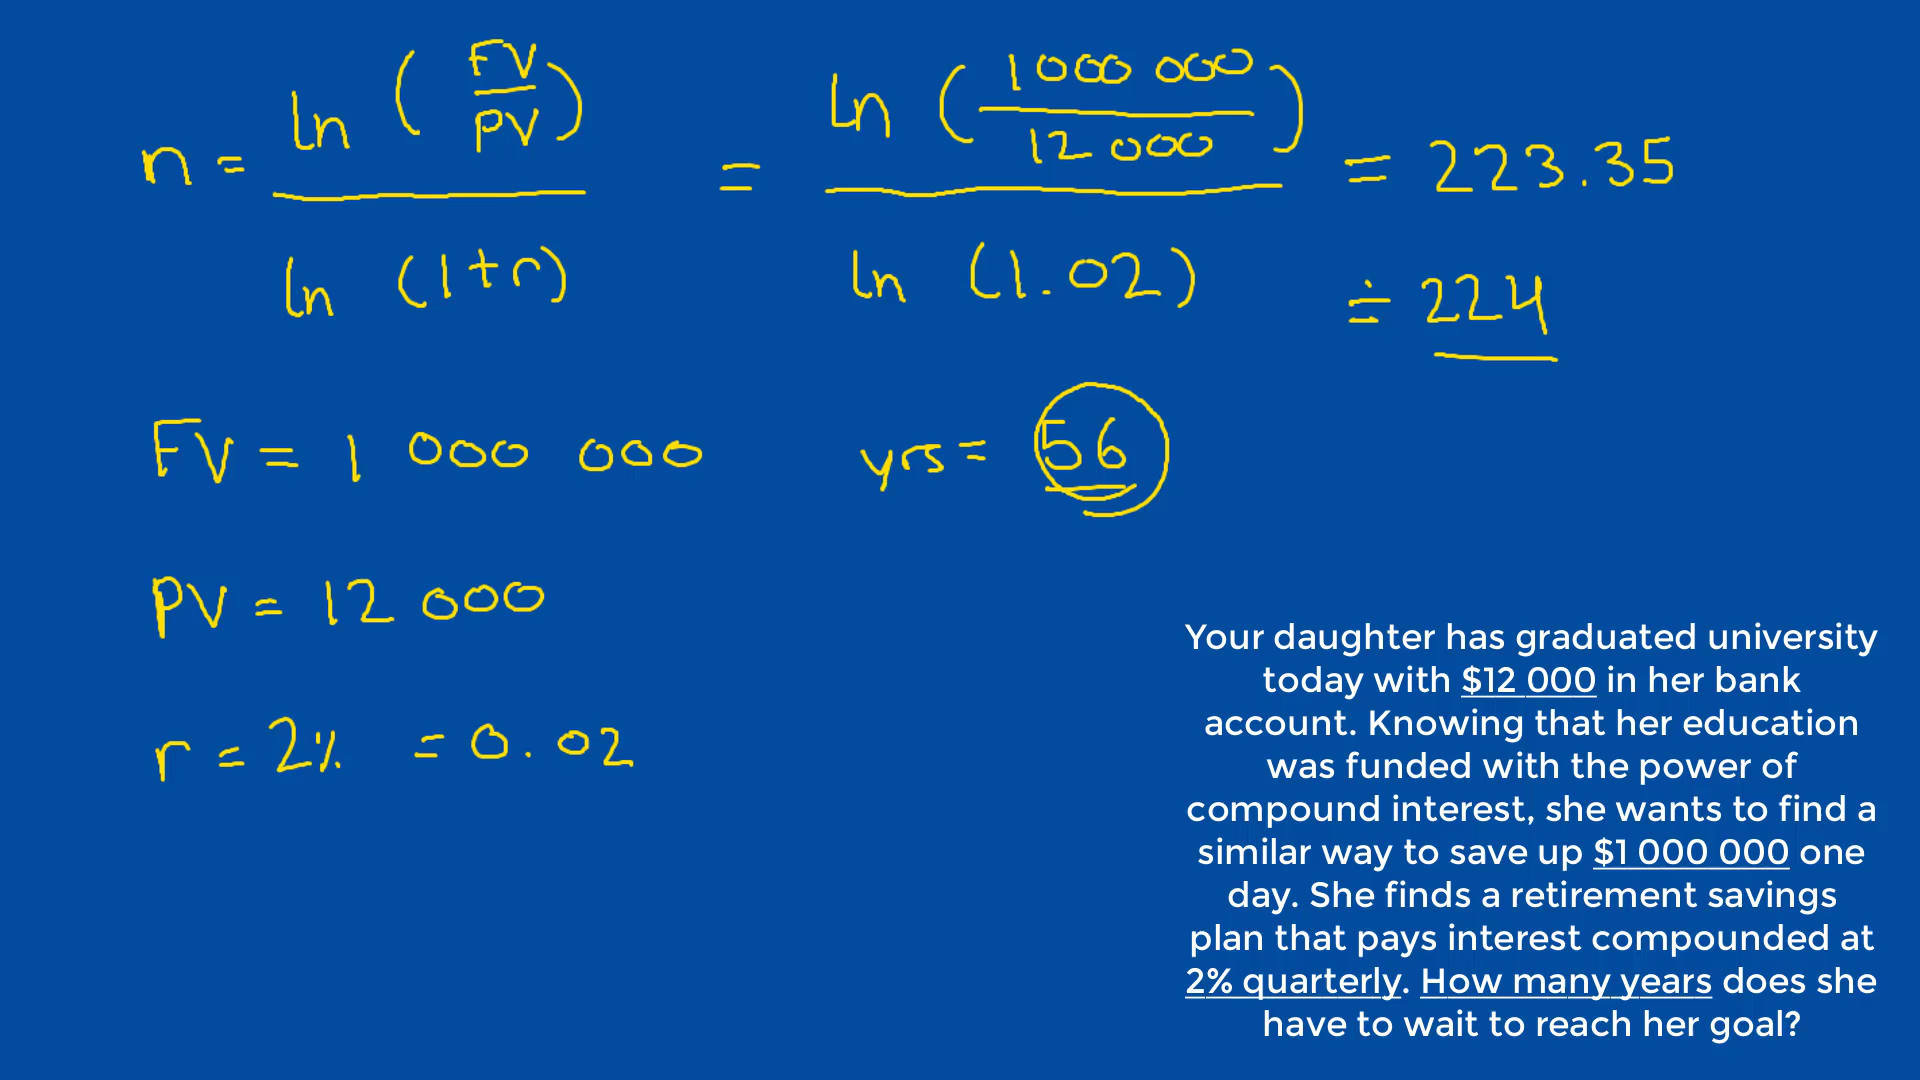 n = ln (FV/PV) / ln (1+r) = ln (1 000 000 / 12 000) / ln (1.02) = 223.35
≐ 224
FV = 1 000 000
yrs = 56
PV = 12 000
r = 2% = 0.02
Your daughter has graduated university
today with $12 000 in her bank
account. Knowing that her education
was funded with the power of
compound interest, she wants to find a
similar way to save up $1 000 000 one
day. She finds a retirement savings
plan that pays interest compounded at
2% quarterly. How many years does she
have to wait to reach her goal?